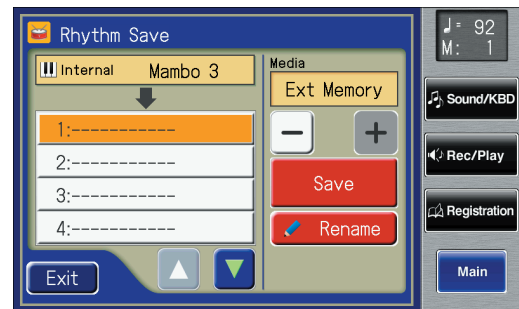 Rhythm Save
Internal Mambo 3
1:-----------
2:-----------
3:-----------
4:-----------
Exit
Media
Ext Memory
− +
Save
Rename
♩= 92
M: 1
Sound/KBD
Rec/Play
Registration
Main